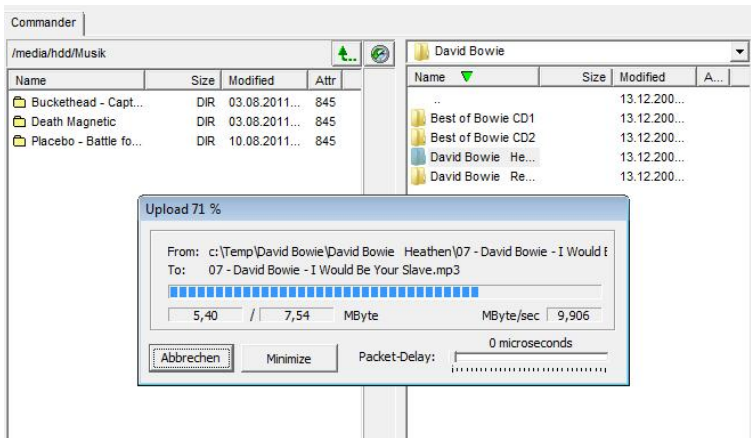 Commander
/media/hdd/Musik
David Bowie
Name Size Modified Attr
Buckethead - Capt... DIR 03.08.2011... 845
Death Magnetic DIR 03.08.2011... 845
Placebo - Battle fo... DIR 10.08.2011... 845
Name Size Modified A...
.. 13.12.200...
Best of Bowie CD1 13.12.200...
Best of Bowie CD2 13.12.200...
David Bowie He... 13.12.200...
David Bowie Re... 13.12.200...
Upload 71 %
From: c:\Temp\David Bowie\David Bowie Heathen\07 - David Bowie - I Would
To: 07 - David Bowie - I Would Be Your Slave.mp3
5,40 / 7,54 MByte MByte/sec 9,906
0 microseconds
Abbrechen Minimize Packet-Delay: